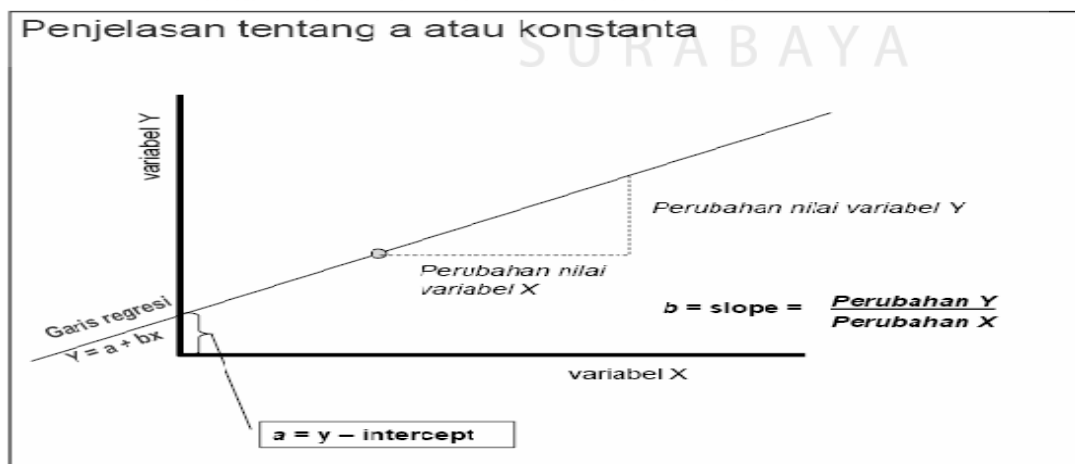 Penjelasan tentang a atau konstanta
SURABAYA
variabel Y
Perubahan nilai variabel Y
Perubahan nilai
variabel X
b = slope = Perubahan Y
Perubahan X
Garis regresi
Y = a + bx
variabel X
a = y – intercept